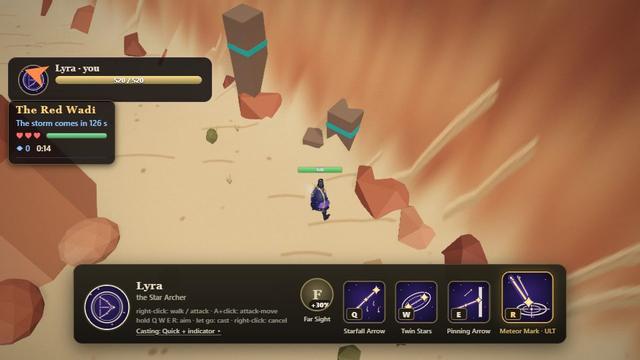 Lyra · you
520 / 520
The Red Wadi
The storm comes in 126 s
0 0:14
Lyra
the Star Archer
right-click: walk / attack · A+click: attack-move
hold Q W E R: aim · let go: cast · right-click: cancel
Casting: Quick + indicator
F
+30%
Far Sight
Q
Starfall Arrow
W
Twin Stars
E
Pinning Arrow
R
Meteor Mark · ULT